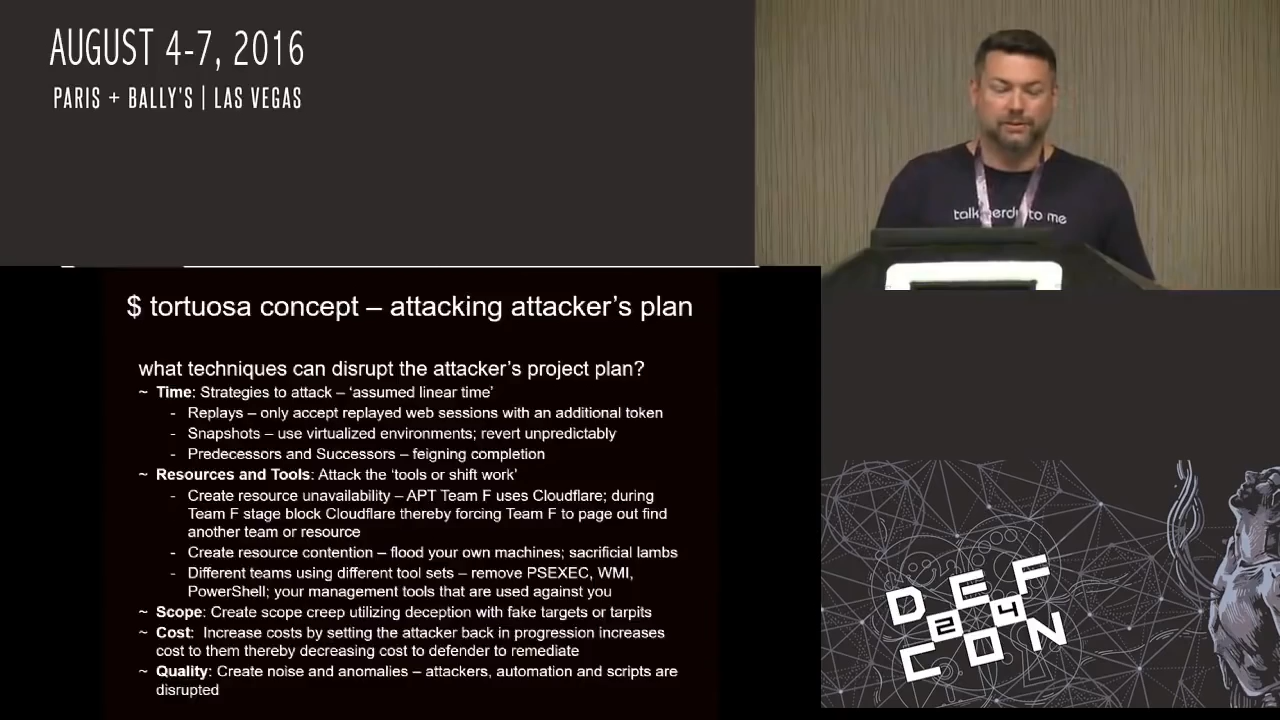 AUGUST 4-7, 2016
PARIS + BALLY'S | LAS VEGAS
talk nerdy to me
$ tortuosa concept – attacking attacker's plan
what techniques can disrupt the attacker's project plan?
~ Time: Strategies to attack – 'assumed linear time'
- Replays – only accept replayed web sessions with an additional token
- Snapshots – use virtualized environments; revert unpredictably
- Predecessors and Successors – feigning completion
~ Resources and Tools: Attack the 'tools or shift work'
- Create resource unavailability – APT Team F uses Cloudflare; during
Team F stage block Cloudflare thereby forcing Team F to page out find
another team or resource
- Create resource contention – flood your own machines; sacrificial lambs
- Different teams using different tool sets – remove PSEXEC, WMI,
PowerShell; your management tools that are used against you
~ Scope: Create scope creep utilizing deception with fake targets or tarpits
~ Cost: Increase costs by setting the attacker back in progression increases
cost to them thereby decreasing cost to defender to remediate
~ Quality: Create noise and anomalies – attackers, automation and scripts are
disrupted
DEF
24
CON